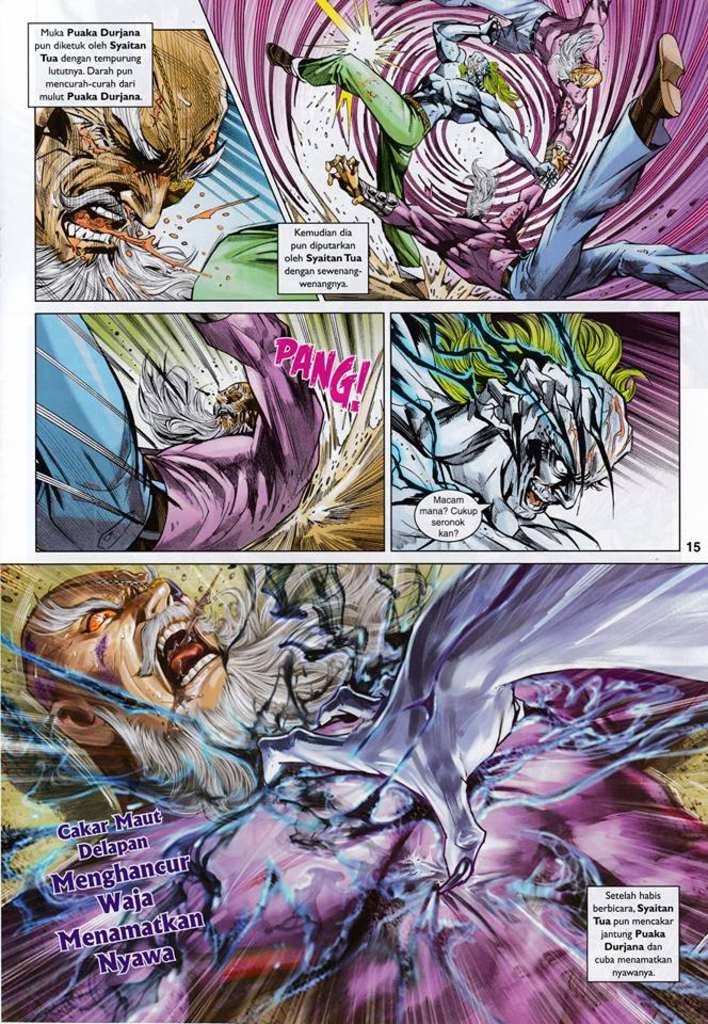 Muka Puaka Durjana
pun diketuk oleh Syaitan
Tua dengan tempurung
lututnya. Darah pun
mencurah-curah dari
mulut Puaka Durjana.
Kemudian dia
pun diputarkan
oleh Syaitan Tua
dengan sewenang-
wenangnya.
PANG!
Macam
mana? Cukup
seronok
kan?
15
Cakar Maut
Delapan
Menghancur
Waja
Menamatkan
Nyawa
Setelah habis
berbicara, Syaitan
Tua pun mencakar
jantung Puaka
Durjana dan
cuba menamatkan
nyawanya.